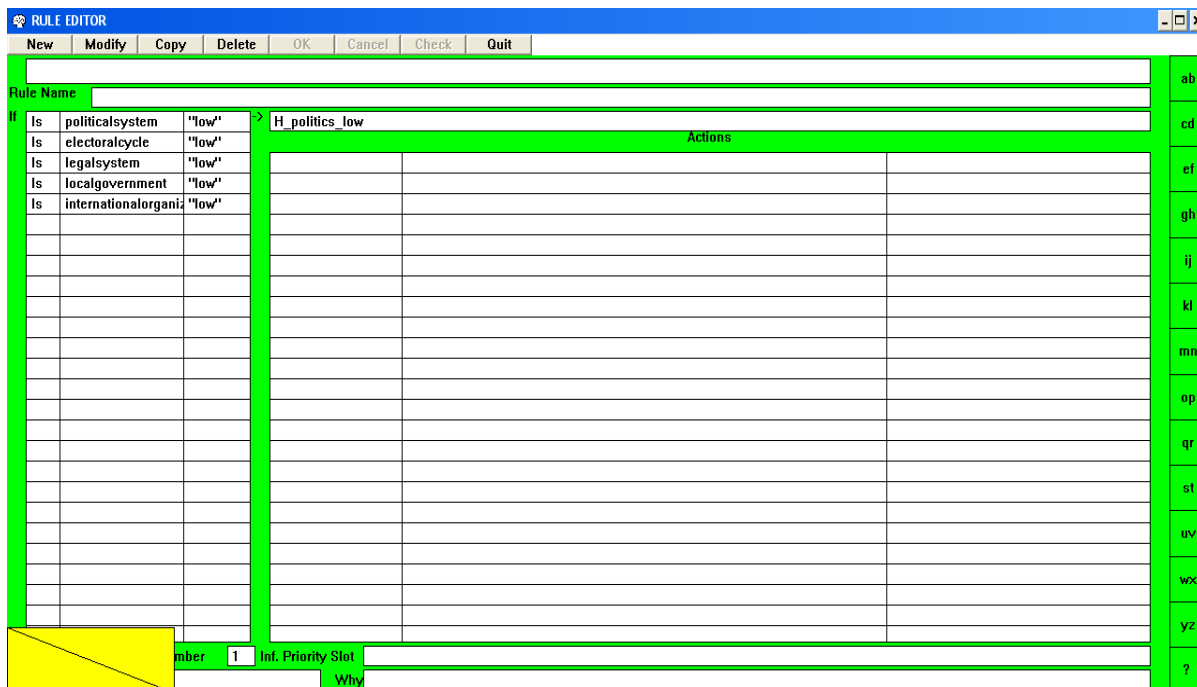 RULE EDITOR
New Modify Copy Delete OK Cancel Check Quit
Rule Name
If Is politicalsystem "low" -> H_politics_low
Actions
Is electoralcycle "low"
Is legalsystem "low"
Is localgovernment "low"
Is internationalorganiz "low"
mber 1 Inf. Priority Slot
Why
ab
cd
ef
gh
ij
kl
mn
op
qr
st
uv
wx
yz
?